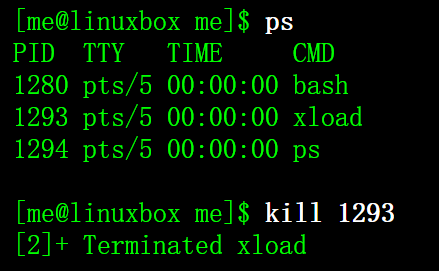 [me@linuxbox me]$ ps
PID TTY TIME CMD
1280 pts/5 00:00:00 bash
1293 pts/5 00:00:00 xload
1294 pts/5 00:00:00 ps
[me@linuxbox me]$ kill 1293
[2]+ Terminated xload